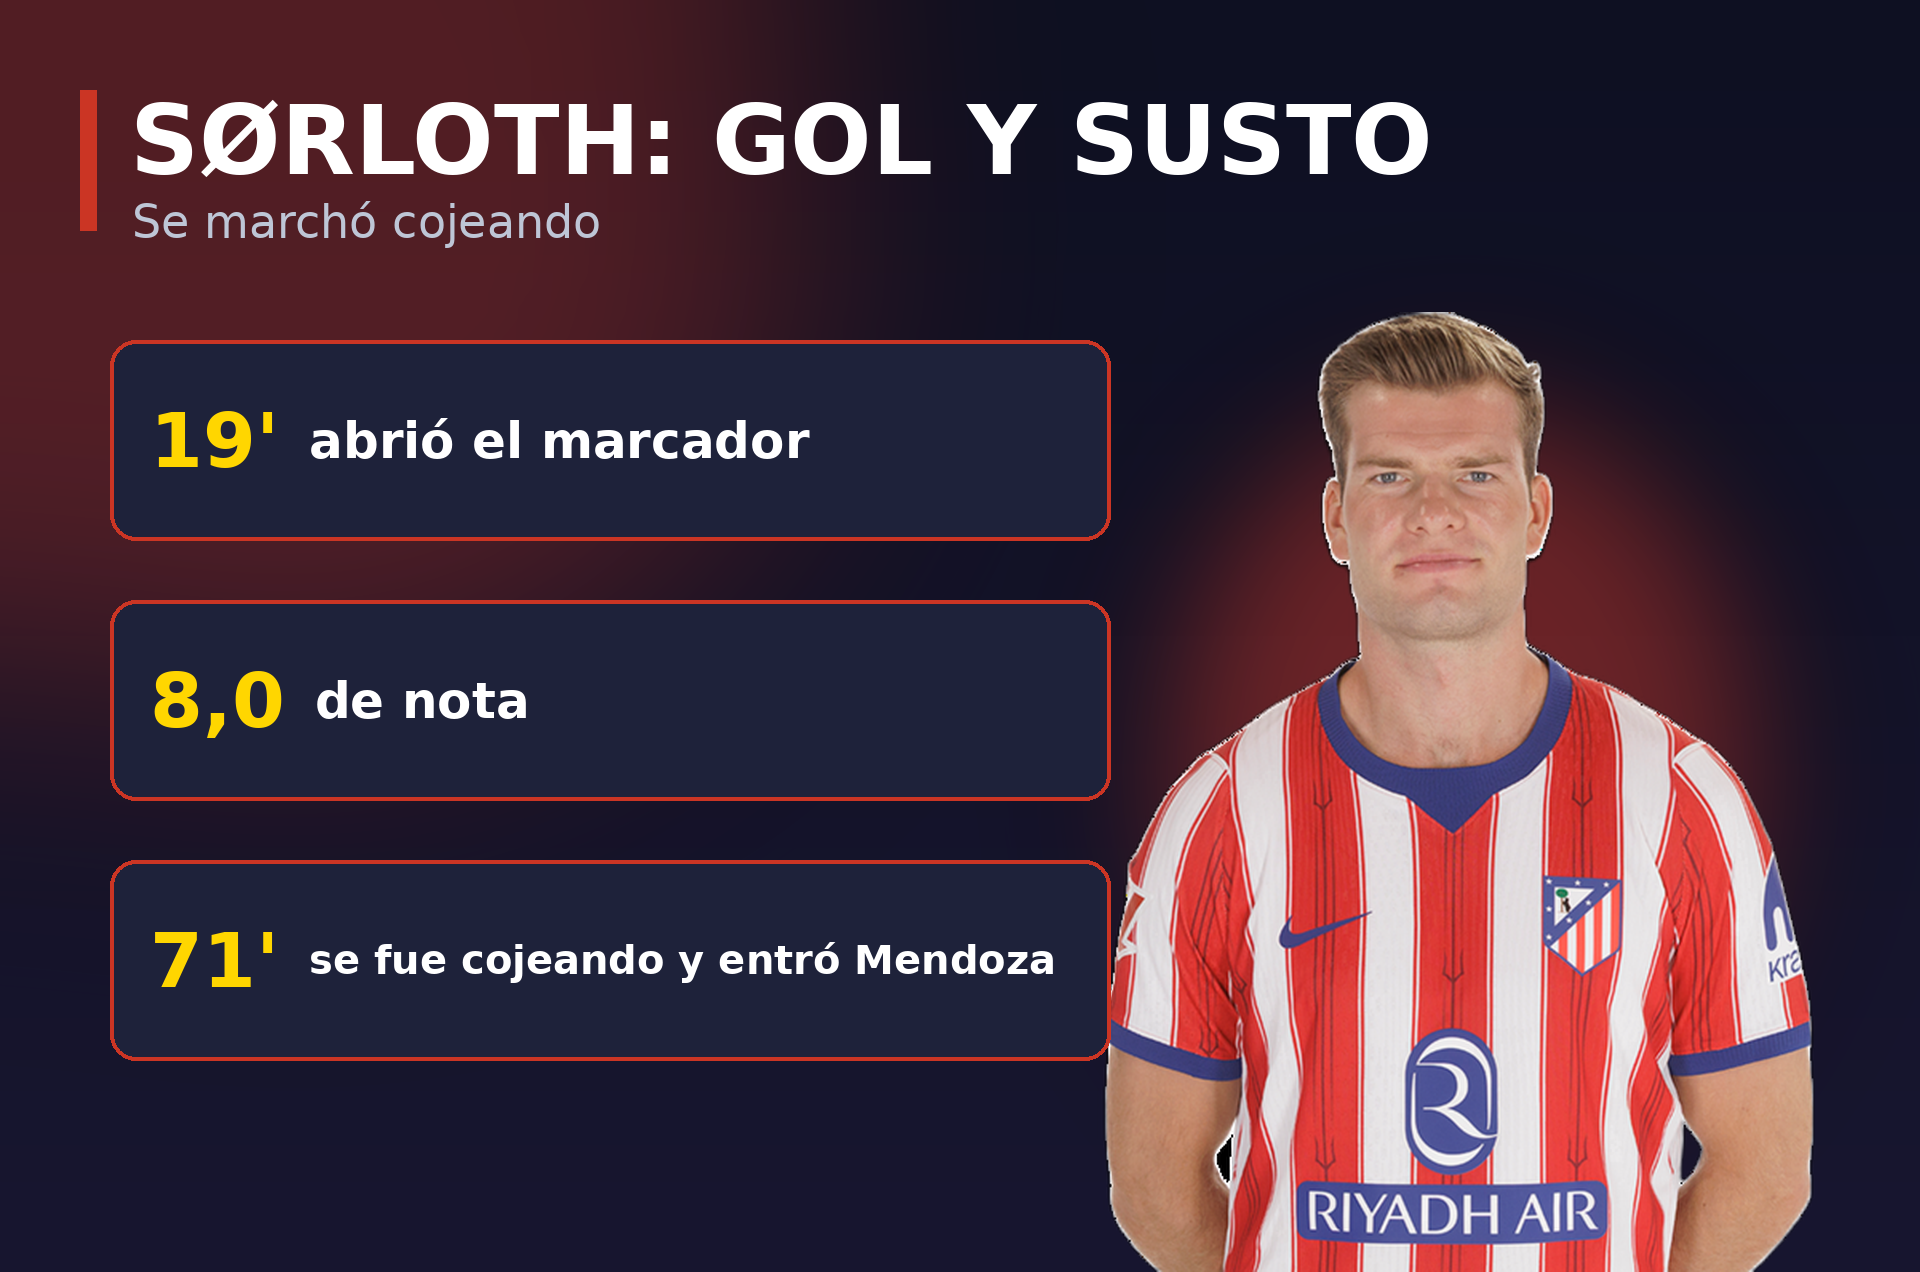 SØRLOTH: GOL Y SUSTO
Se marchó cojeando
19' abrió el marcador
8,0 de nota
71' se fue cojeando y entró Mendoza
kra
R
RIYADH AIR